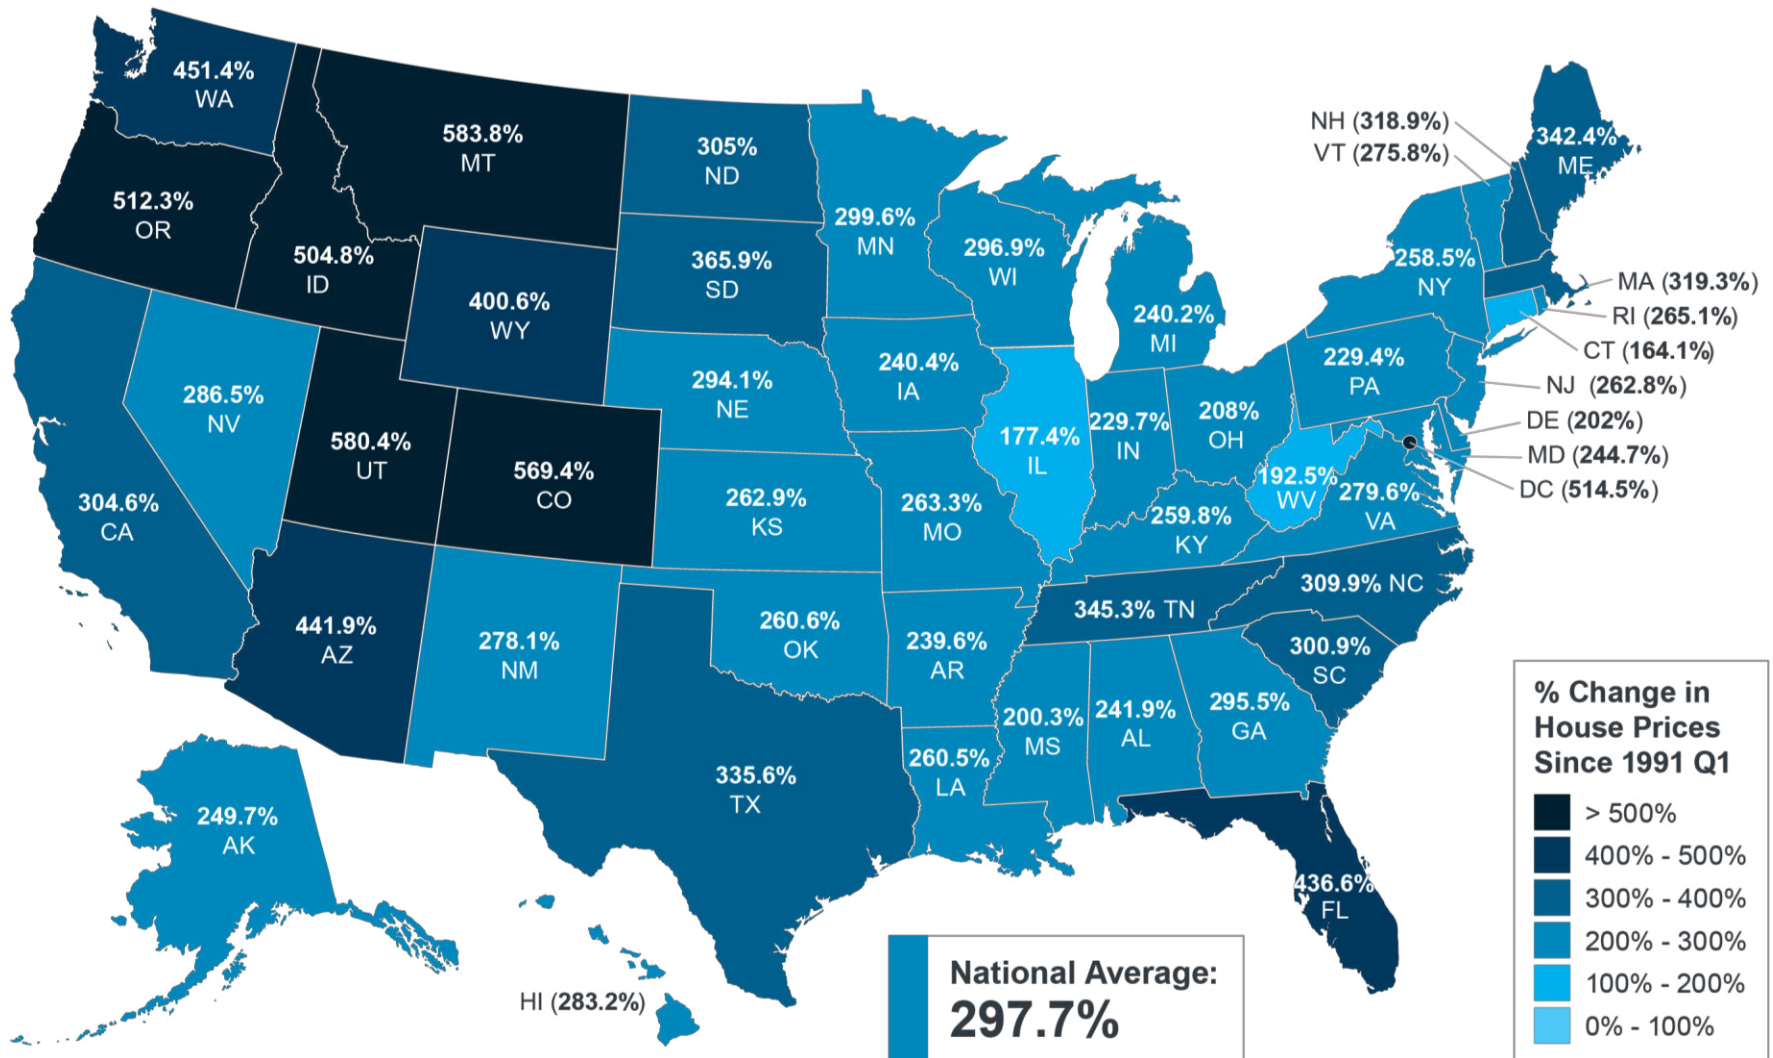 451.4%
WA
583.8%
MT
305%
ND
512.3%
OR
504.8%
ID
400.6%
WY
365.9%
SD
299.6%
MN
296.9%
WI
240.2%
MI
NH (318.9%)
VT (275.8%)
342.4%
ME
258.5%
NY
MA (319.3%)
RI (265.1%)
CT (164.1%)
NJ (262.8%)
DE (202%)
MD (244.7%)
DC (514.5%)
286.5%
NV
580.4%
UT
569.4%
CO
294.1%
NE
240.4%
IA
177.4%
IL
229.7%
IN
208%
OH
229.4%
PA
304.6%
CA
262.9%
KS
263.3%
MO
259.8%
KY
192.5%
WV
279.6%
VA
441.9%
AZ
278.1%
NM
260.6%
OK
239.6%
AR
345.3% TN
309.9% NC
300.9%
SC
335.6%
TX
260.5%
LA
200.3%
MS
241.9%
AL
295.5%
GA
436.6%
FL
249.7%
AK
HI (283.2%)
National Average:
297.7%
% Change in
House Prices
Since 1991 Q1
> 500%
400% - 500%
300% - 400%
200% - 300%
100% - 200%
0% - 100%